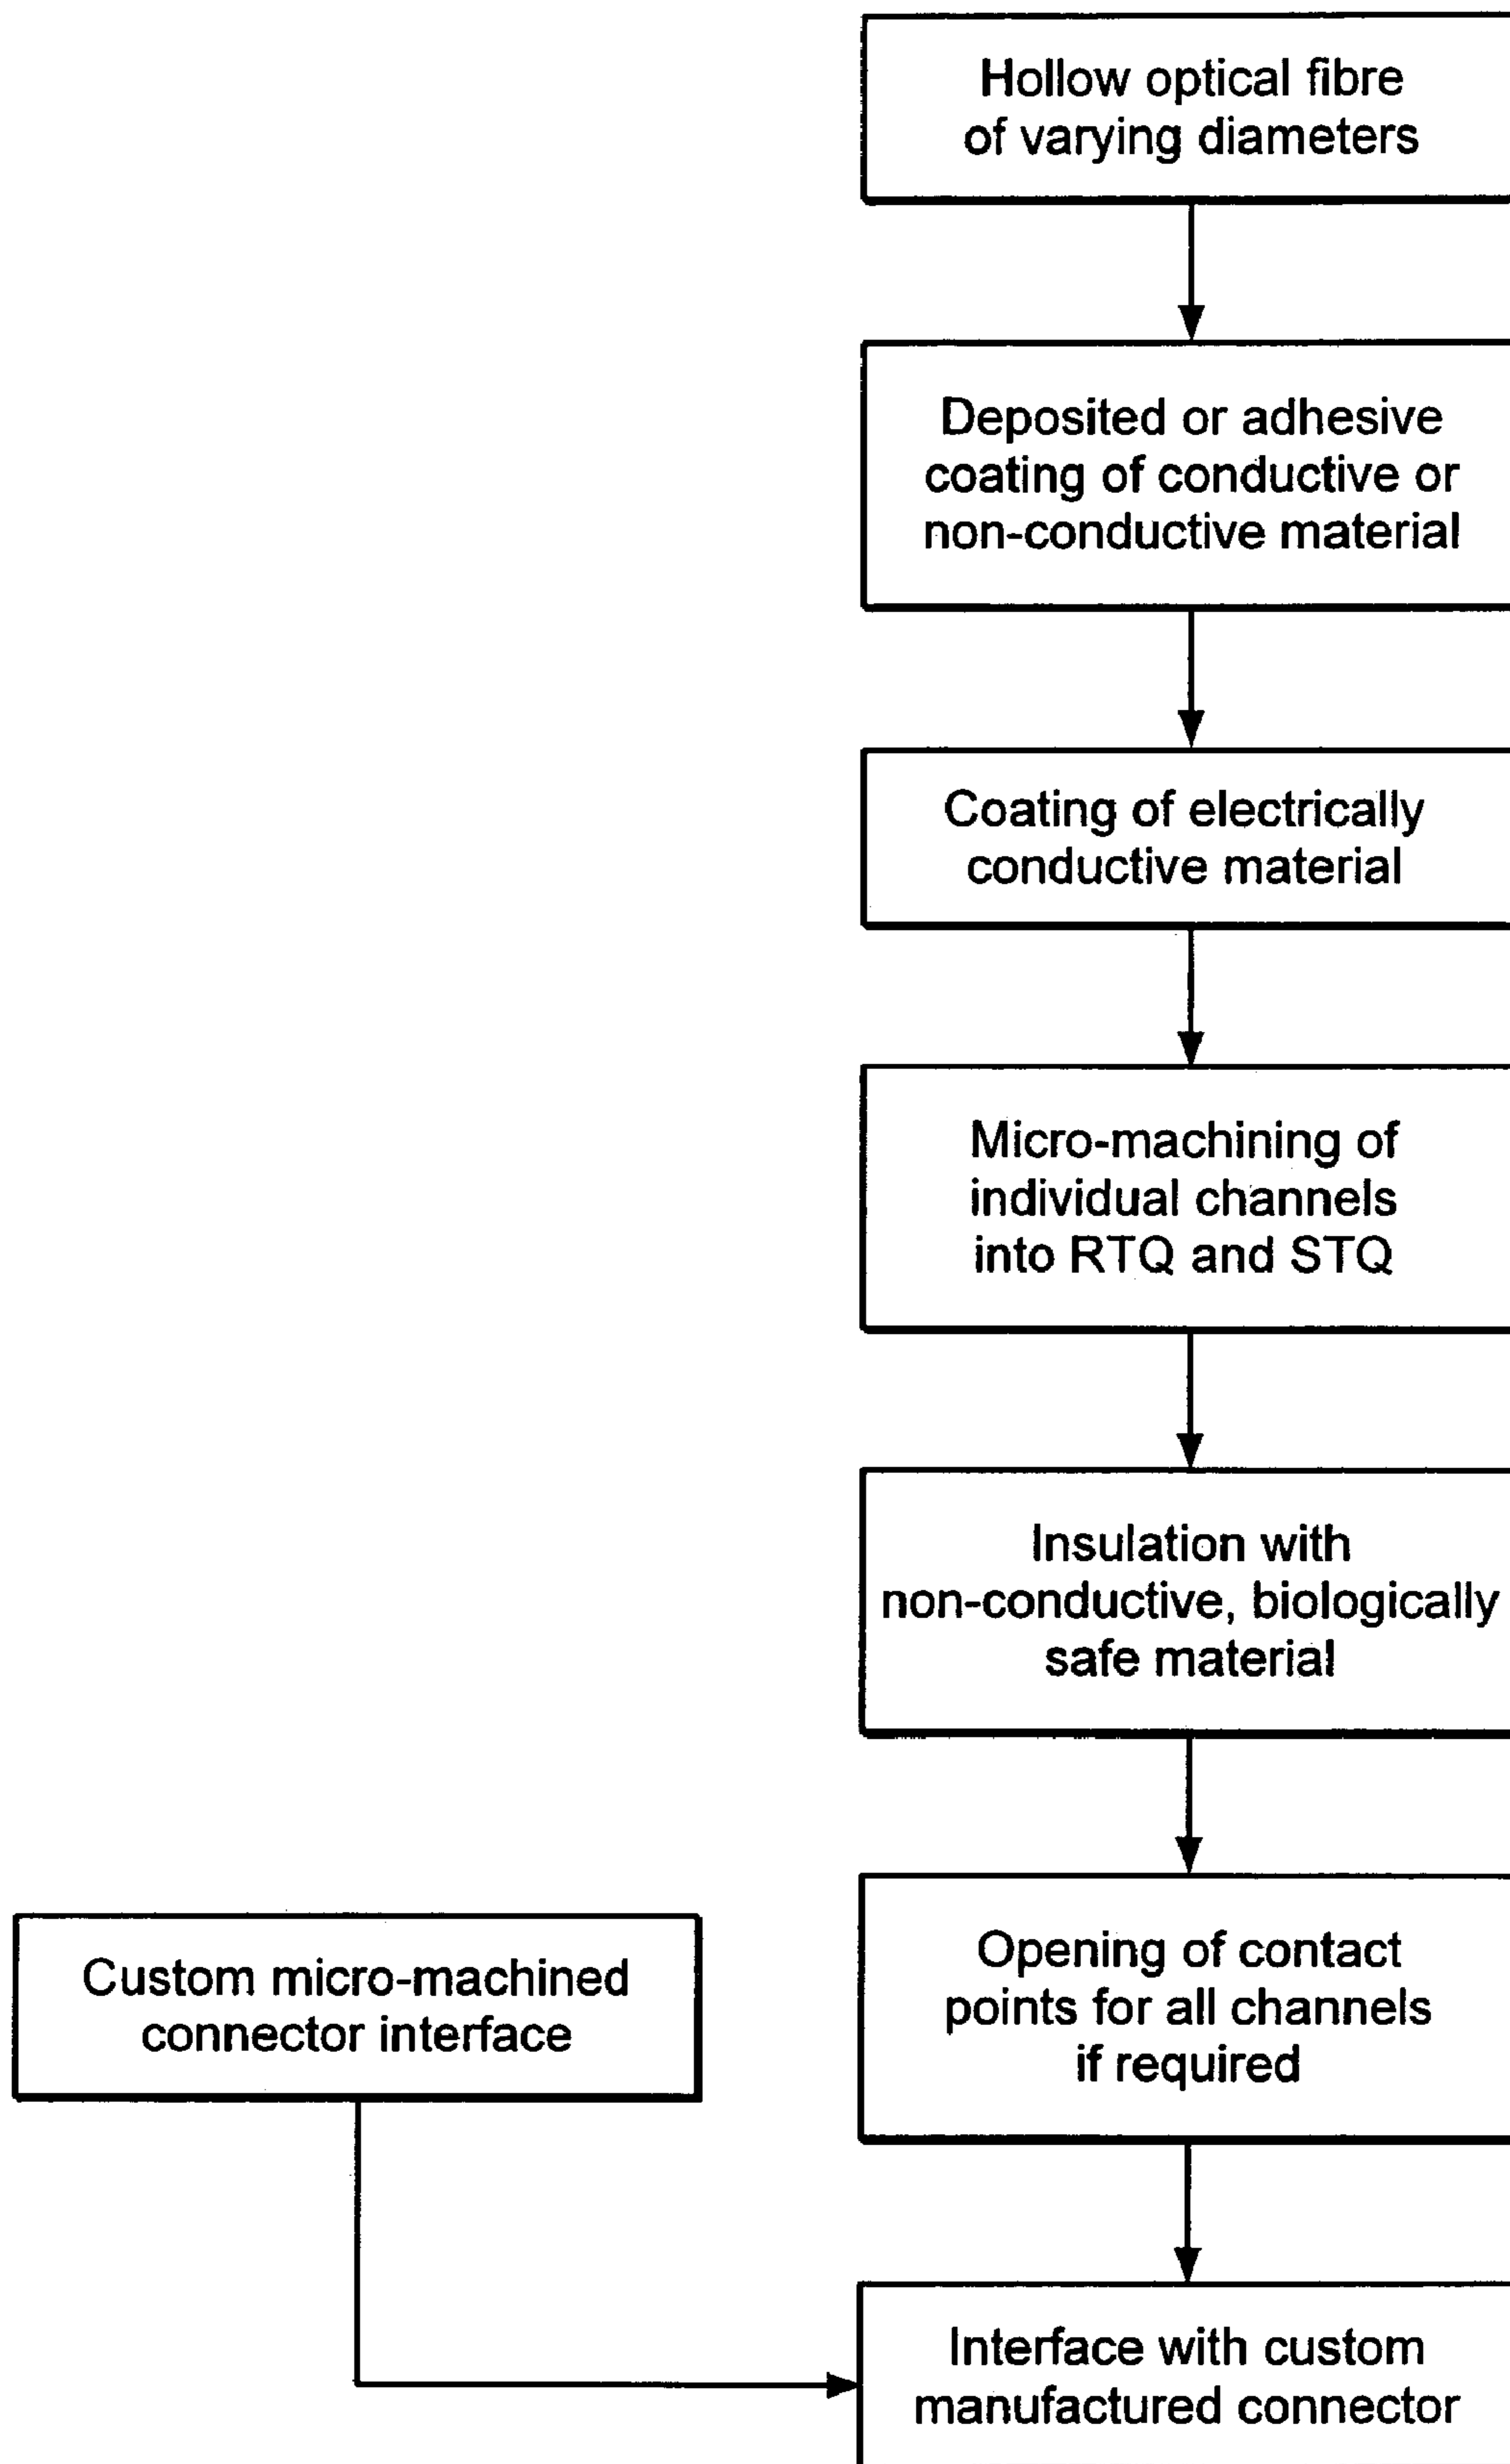 Hollow optical fibre
of varying diameters
Deposited or adhesive
coating of conductive or
non-conductive material
Coating of electrically
conductive material
Micro-machining of
individual channels
into RTQ and STQ
Insulation with
non-conductive, biologically
safe material
Opening of contact
points for all channels
if required
Custom micro-machined
connector interface
Interface with custom
manufactured connector